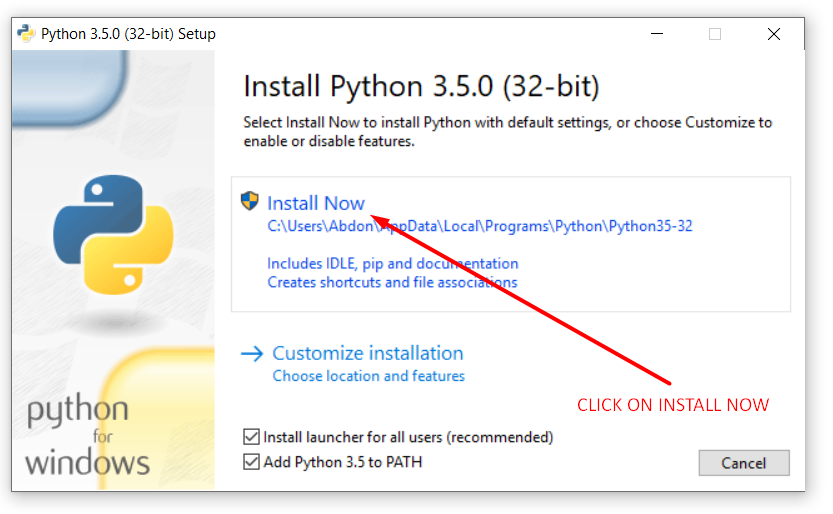 Python 3.5.0 (32-bit) Setup
Install Python 3.5.0 (32-bit)
Select Install Now to install Python with default settings, or choose Customize to
enable or disable features.
Install Now
C:\Users\Abdon\AppData\Local\Programs\Python\Python35-32
Includes IDLE, pip and documentation
Creates shortcuts and file associations
Customize installation
Choose location and features
CLICK ON INSTALL NOW
python
for
windows
Install launcher for all users (recommended)
Add Python 3.5 to PATH
Cancel